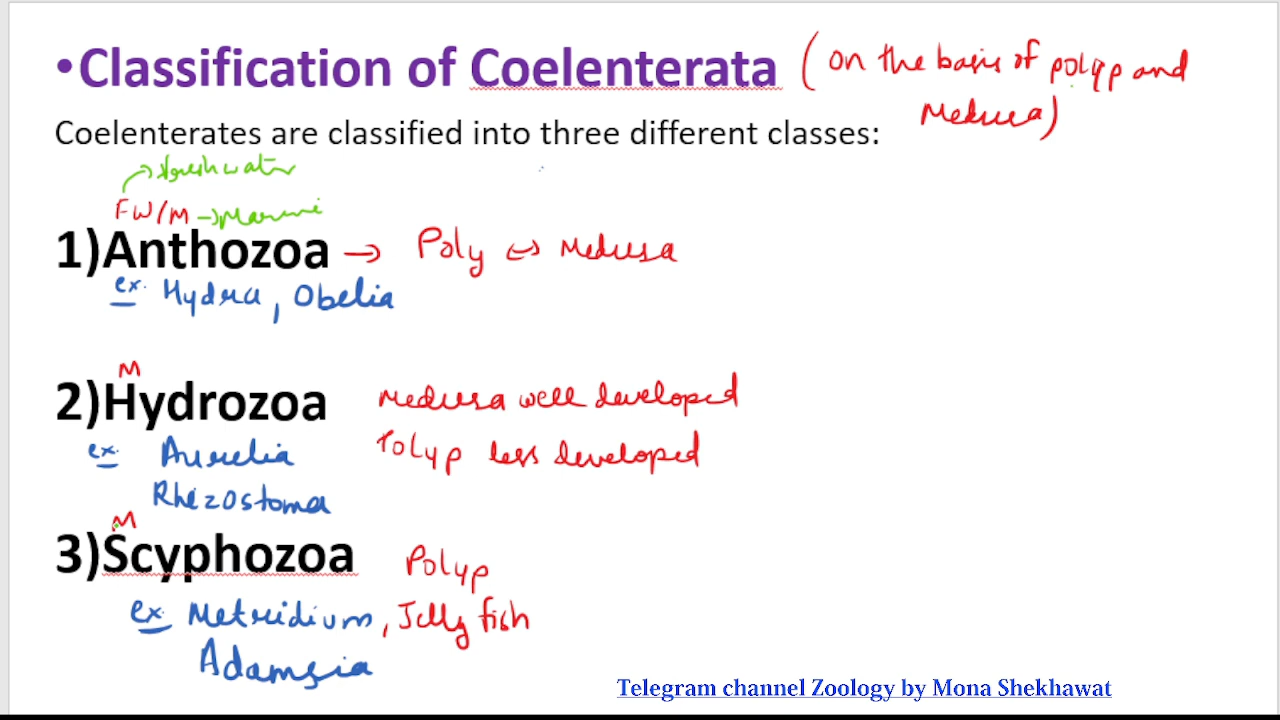 •Classification of Coelenterata (on the basis of polyp and
Medusa)
Coelenterates are classified into three different classes:
→freshwater
FW/M →Marine
1)Anthozoa → Poly ↔ Medusa
ex. Hydra, Obelia
M
2)Hydrozoa Medusa well developed
ex. Aurelia Polyp less developed
Rhizostoma
M
3)Scyphozoa Polyp
ex. Metridium, Jelly fish
Adamsia
Telegram channel Zoology by Mona Shekhawat